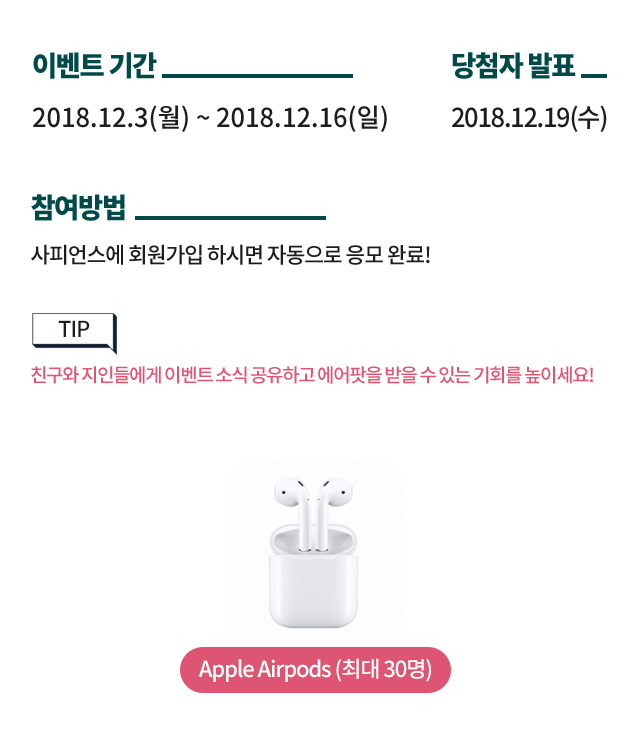 이벤트 기간
2018.12.3(월) ~ 2018.12.16(일)
당첨자 발표
2018.12.19(수)
참여방법
사피언스에 회원가입 하시면 자동으로 응모 완료!
TIP
친구와 지인들에게 이벤트 소식 공유하고 에어팟을 받을 수 있는 기회를 높이세요!
Apple Airpods (최대 30명)